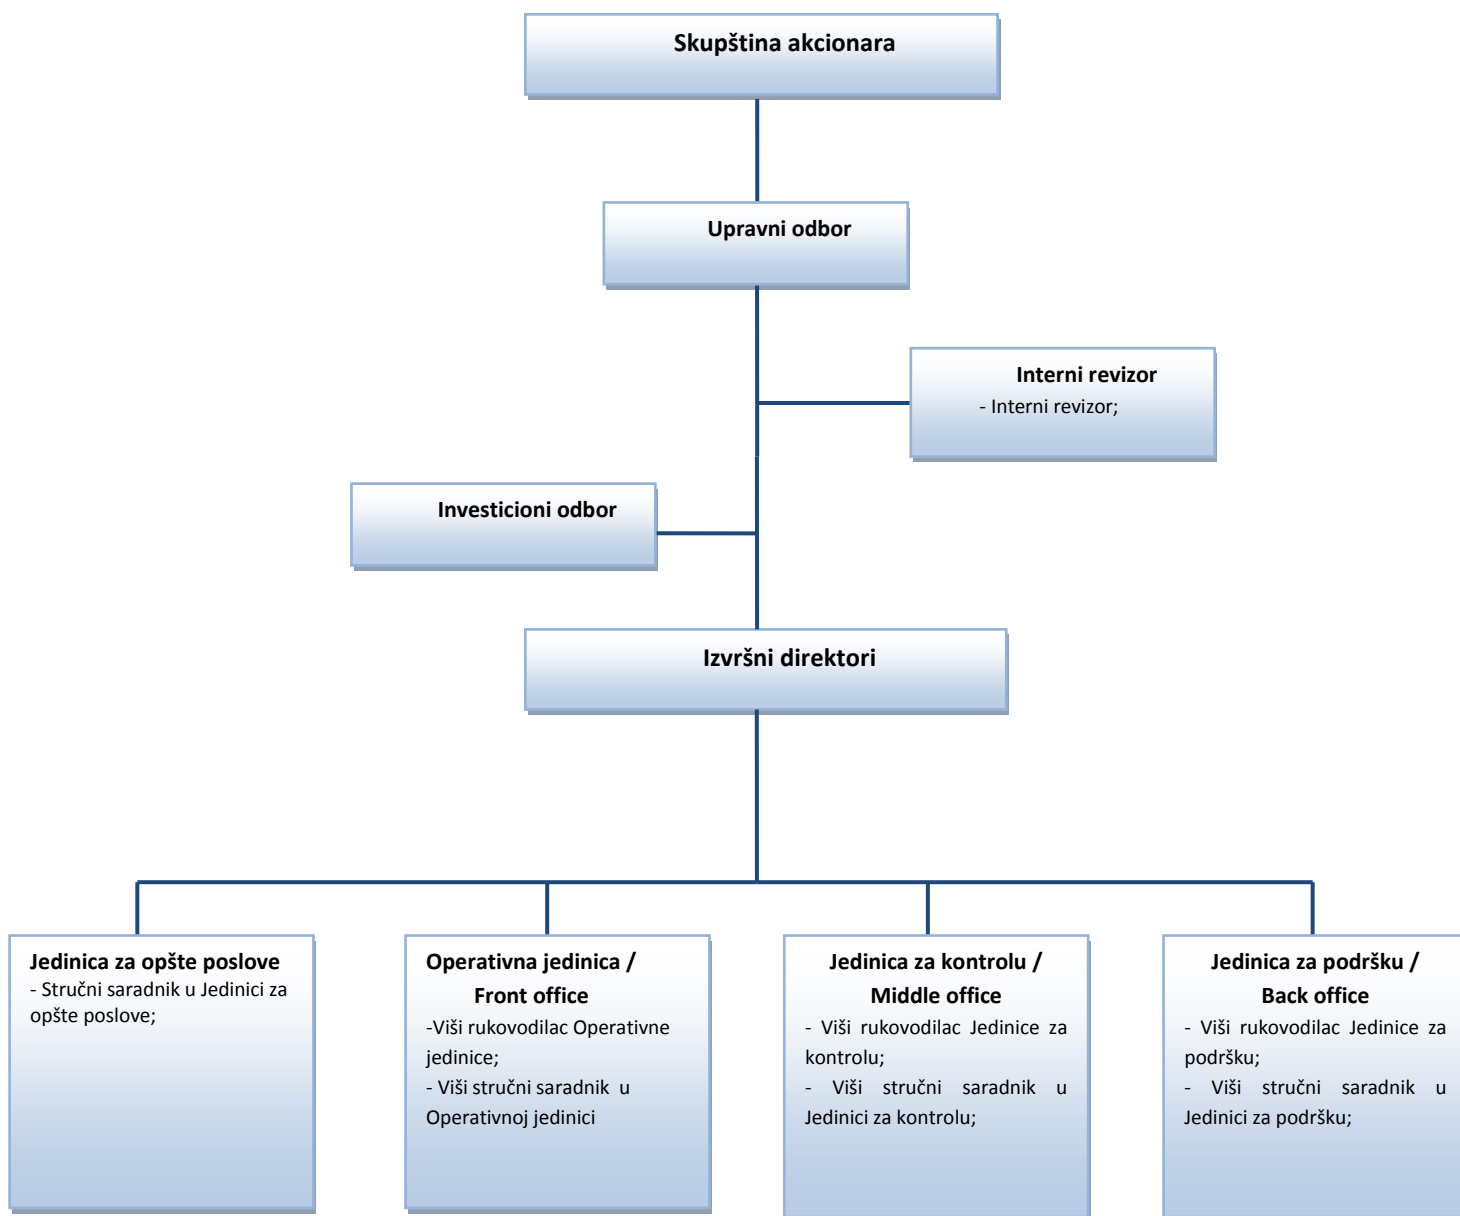 Skupština akcionara
Upravni odbor
Interni revizor
- Interni revizor;
Investicioni odbor
Izvršni direktori
Jedinica za opšte poslove
- Stručni saradnik u Jedinici za
opšte poslove;
Operativna jedinica /
Front office
-Viši rukovodilac Operativne
jedinice;
- Viši stručni saradnik u
Operativnoj jedinici
Jedinica za kontrolu /
Middle office
- Viši rukovodilac Jedinice za
kontrolu;
- Viši stručni saradnik u
Jedinici za kontrolu;
Jedinica za podršku /
Back office
- Viši rukovodilac Jedinice za
podršku;
- Viši stručni saradnik u
Jedinici za podršku;